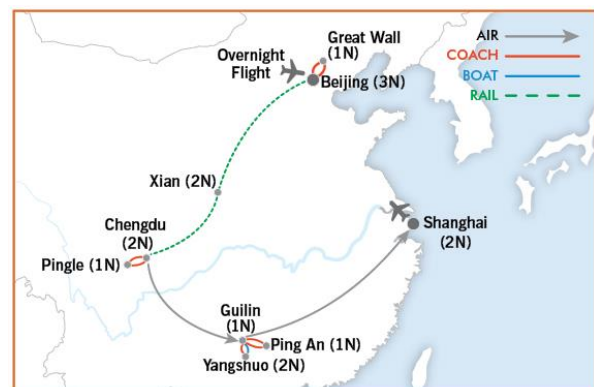 Great Wall
(1N)
Overnight
Flight
Beijing (3N)
AIR
COACH
BOAT
RAIL
Xian (2N)
Chengdu
(2N)
Pingle (1N)
Shanghai
(2N)
Guilin
(1N)
Ping An (1N)
Yangshuo (2N)